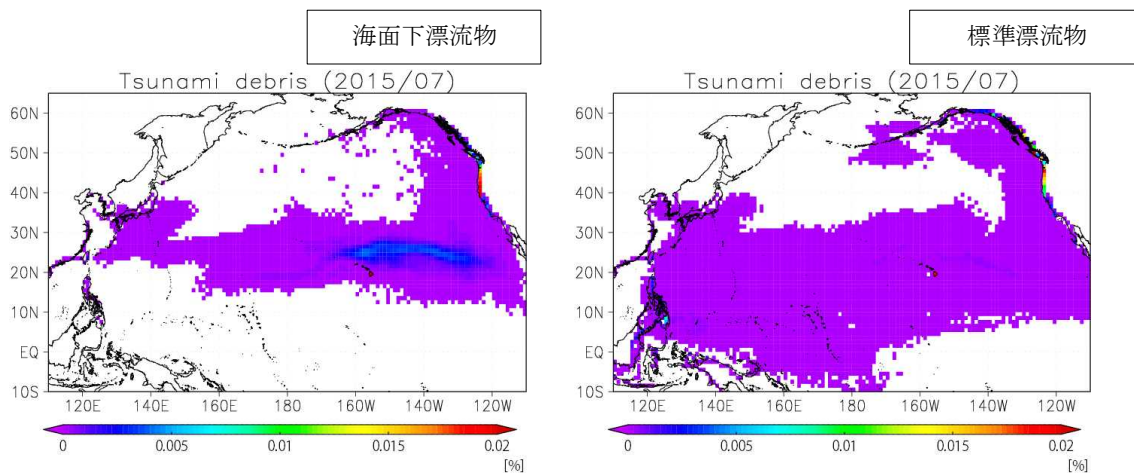 海面下漂流物
Tsunami debris (2015/07)
60N
50N
40N
30N
20N
10N
EQ
10S
120E 140E 160E 180 160W 140W 120W
0 0.005 0.01 0.015 0.02
[%]
標準漂流物
Tsunami debris (2015/07)
60N
50N
40N
30N
20N
10N
EQ
10S
120E 140E 160E 180 160W 140W 120W
0 0.005 0.01 0.015 0.02
[%]